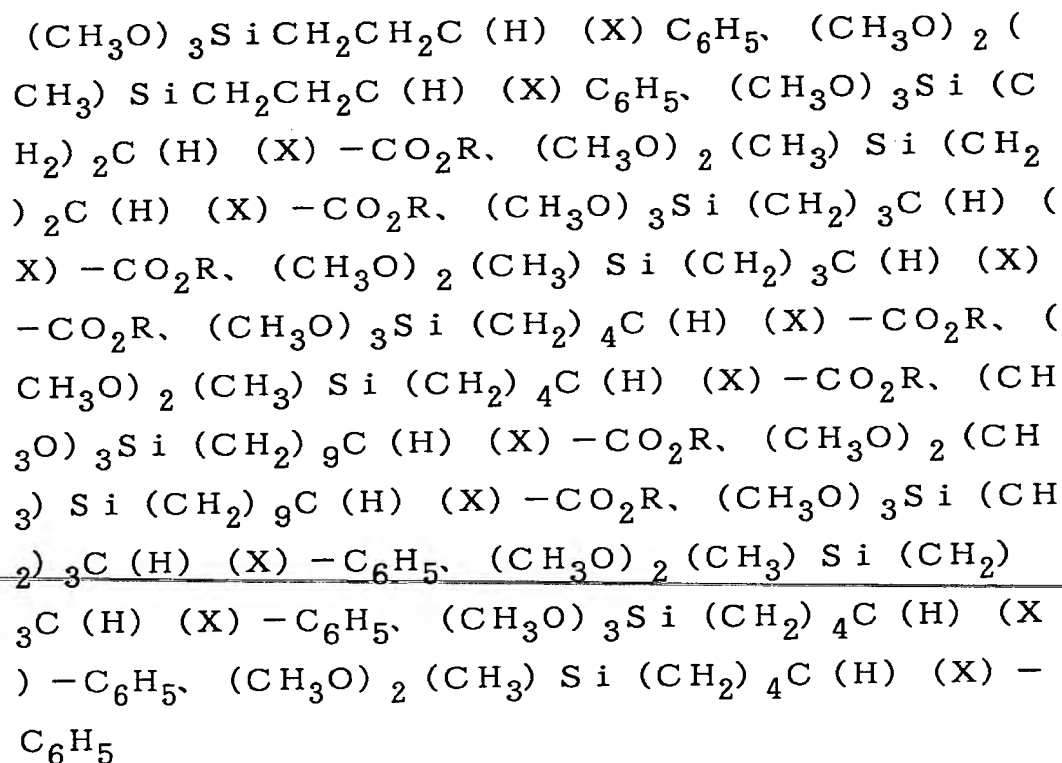 (CH₃O)₃SiCH₂CH₂C(H)(X)C₆H₅、(CH₃O)₂(
CH₃)SiCH₂CH₂C(H)(X)C₆H₅、(CH₃O)₃Si(C
H₂)₂C(H)(X)−CO₂R、(CH₃O)₂(CH₃)Si(CH₂
)₂C(H)(X)−CO₂R、(CH₃O)₃Si(CH₂)₃C(H)(
X)−CO₂R、(CH₃O)₂(CH₃)Si(CH₂)₃C(H)(X)
−CO₂R、(CH₃O)₃Si(CH₂)₄C(H)(X)−CO₂R、(
CH₃O)₂(CH₃)Si(CH₂)₄C(H)(X)−CO₂R、(CH
₃O)₃Si(CH₂)₉C(H)(X)−CO₂R、(CH₃O)₂(CH
₃)Si(CH₂)₉C(H)(X)−CO₂R、(CH₃O)₃Si(CH
₂)₃C(H)(X)−C₆H₅、(CH₃O)₂(CH₃)Si(CH₂)
₃C(H)(X)−C₆H₅、(CH₃O)₃Si(CH₂)₄C(H)(X
)−C₆H₅、(CH₃O)₂(CH₃)Si(CH₂)₄C(H)(X)−
C₆H₅